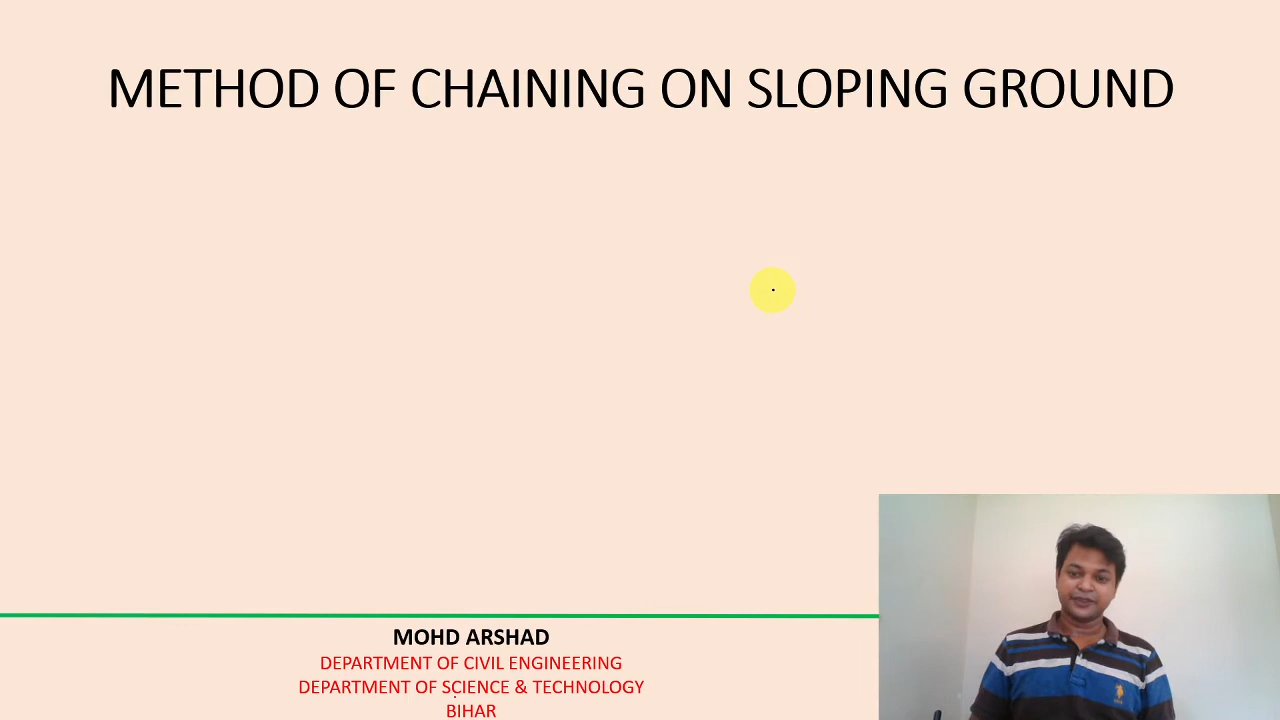 METHOD OF CHAINING ON SLOPING GROUND
MOHD ARSHAD
DEPARTMENT OF CIVIL ENGINEERING
DEPARTMENT OF SCIENCE & TECHNOLOGY
BIHAR